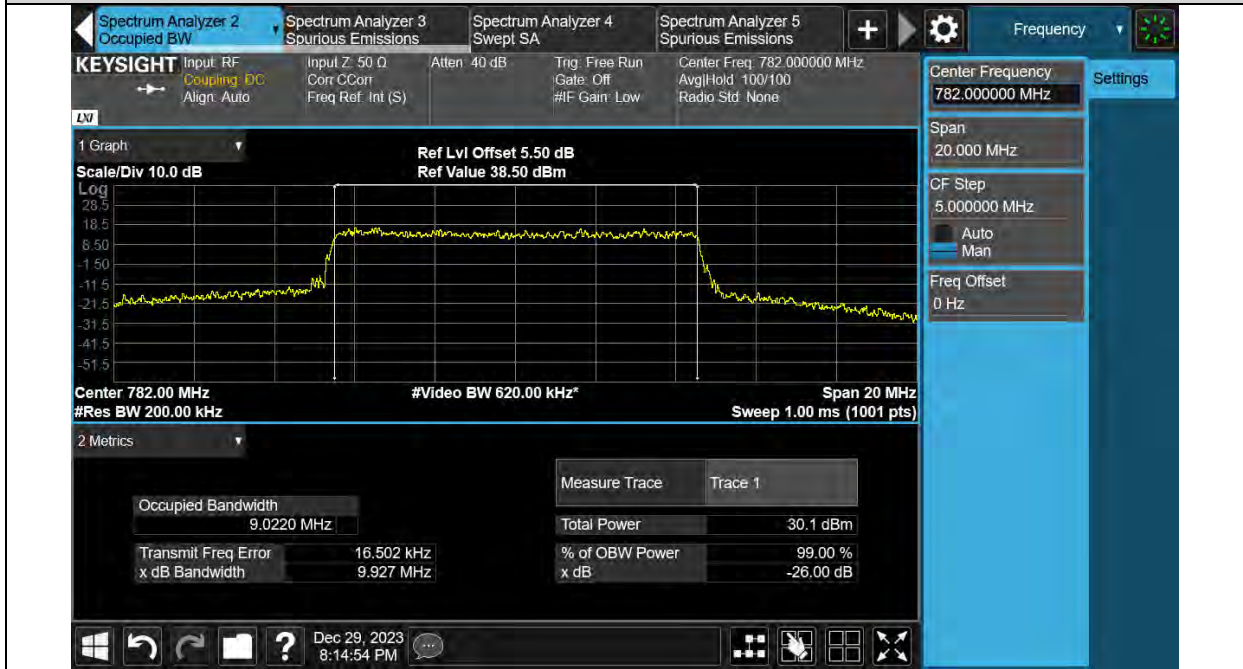 Spectrum Analyzer 2
Occupied BW
Spectrum Analyzer 3
Spurious Emissions
Spectrum Analyzer 4
Swept SA
Spectrum Analyzer 5
Spurious Emissions
+
Frequency
KEYSIGHT
Input: RF
Coupling: DC
Align: Auto
Input Z: 50 Ω
Corr CCorr
Freq Ref: Int (S)
Atten: 40 dB
Trig: Free Run
Gate: Off
#IF Gain: Low
Center Freq: 782.000000 MHz
Avg|Hold: 100/100
Radio Std: None
LXI
Center Frequency
782.000000 MHz
Settings
Span
20.000 MHz
CF Step
5.000000 MHz
Auto
Man
Freq Offset
0 Hz
1 Graph
Scale/Div 10.0 dB
Ref Lvl Offset 5.50 dB
Ref Value 38.50 dBm
Log
28.5
18.5
8.50
-1.50
-11.5
-21.5
-31.5
-41.5
-51.5
Center 782.00 MHz
#Video BW 620.00 kHz*
Span 20 MHz
#Res BW 200.00 kHz
Sweep 1.00 ms (1001 pts)
2 Metrics
Measure Trace
Trace 1
Occupied Bandwidth
9.0220 MHz
Total Power
30.1 dBm
Transmit Freq Error
16.502 kHz
% of OBW Power
99.00 %
x dB Bandwidth
9.927 MHz
x dB
-26.00 dB
?
Dec 29, 2023
8:14:54 PM